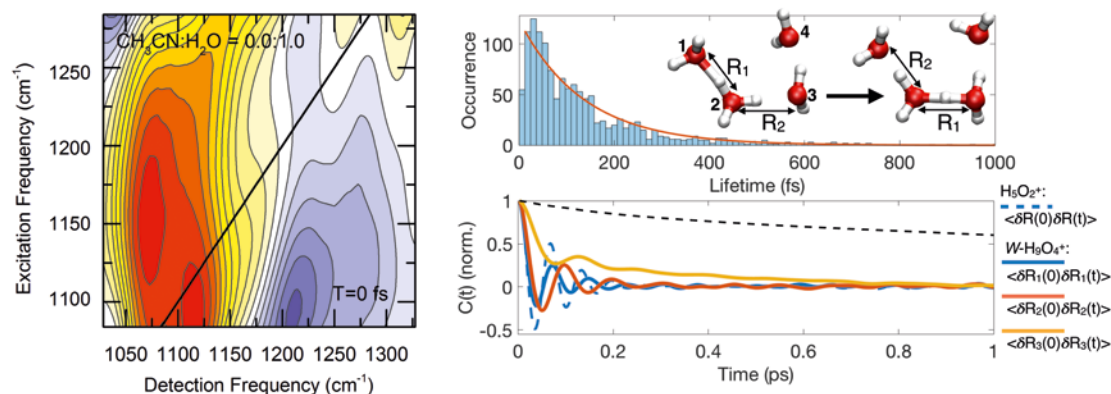 CH₃CN:H₂O = 0.0:1.0
Excitation Frequency (cm⁻¹)
1250
1200
1150
1100
T=0 fs
1050 1100 1150 1200 1250 1300
Detection Frequency (cm⁻¹)
Occurrence
100
50
0
1
2
3
4
R₁
R₂
R₂
R₁
0 200 400 600 800 1000
Lifetime (fs)
C(t) (norm.)
1
0.5
0
-0.5
0 0.2 0.4 0.6 0.8 1
Time (ps)
H₅O₂⁺:
<δR(0)δR(t)>
W-H₉O₄⁺:
<δR₁(0)δR₁(t)>
<δR₂(0)δR₂(t)>
<δR₃(0)δR₃(t)>